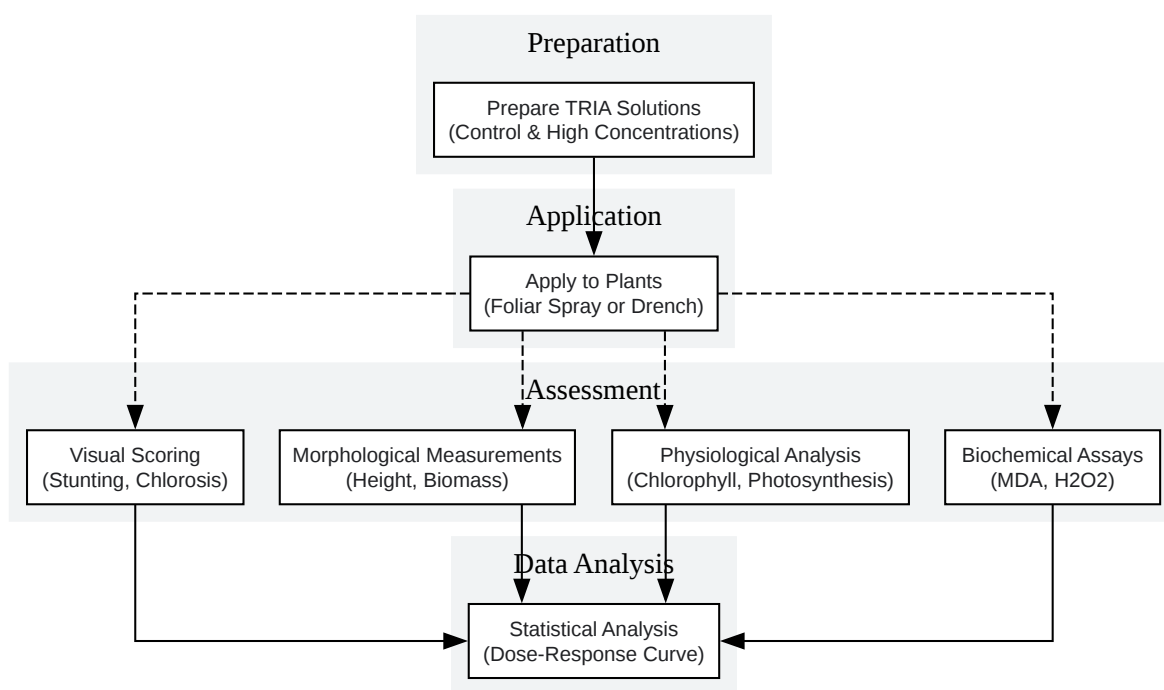 Preparation
Prepare TRIA Solutions
(Control & High Concentrations)
Application
Apply to Plants
(Foliar Spray or Drench)
Assessment
Visual Scoring
(Stunting, Chlorosis)
Morphological Measurements
(Height, Biomass)
Physiological Analysis
(Chlorophyll, Photosynthesis)
Biochemical Assays
(MDA, H2O2)
Data Analysis
Statistical Analysis
(Dose-Response Curve)